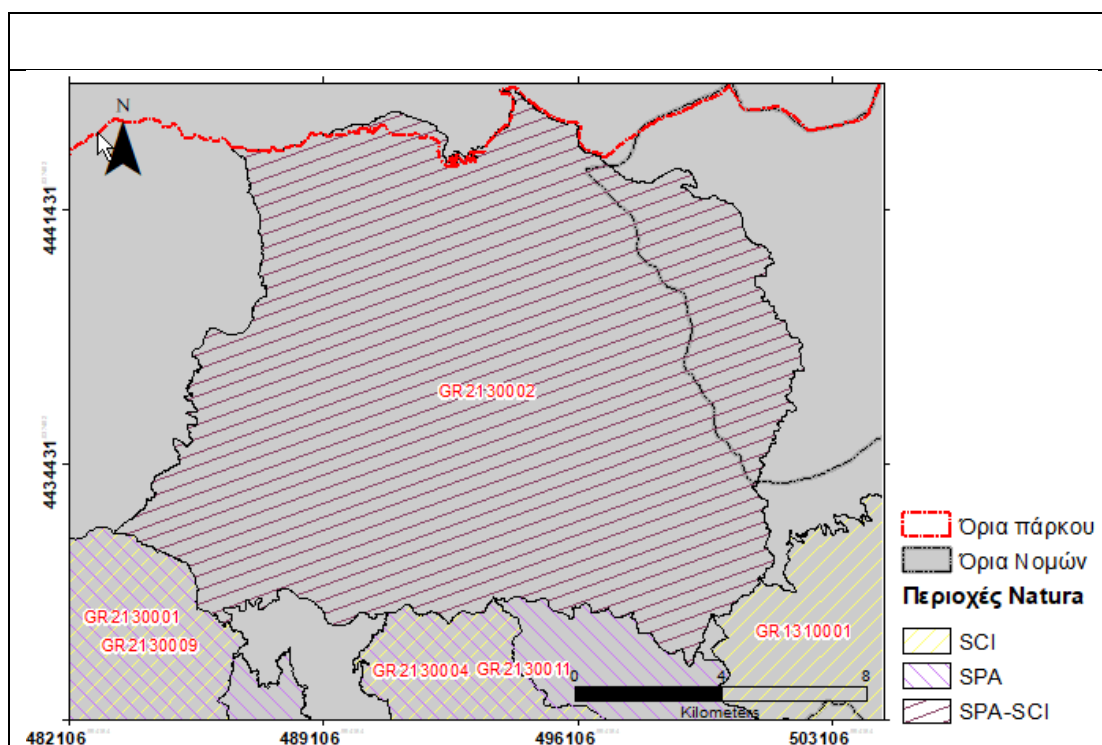 N
4441431
4434431
GR2130002
GR2130001
GR2130009
GR2130004
GR2130011
GR1310001
0 4 8
Kilometers
482106
489106
496106
503106
Όρια πάρκου
Όρια Νομών
Περιοχές Natura
SCI
SPA
SPA-SCI